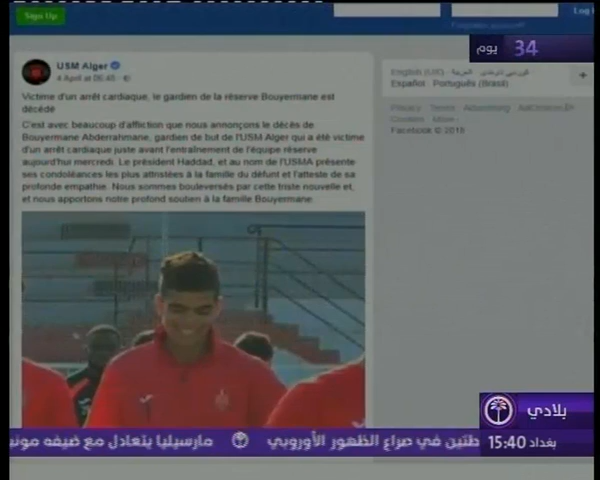 Sign Up
Log I
34 يوم
USM Alger
4 April at 06:45
English (US) · العربية
Español · Português (Brasil)
Privacy · Terms · Advertising · AdChoices
Cookies · More
Facebook © 2018
Victime d'un arrêt cardiaque, le gardien de la réserve Bouyermane est
décédé
C'est avec beaucoup d'affliction que nous annonçons le décès de
Bouyermane Abderrahmane, gardien de but de l'USM Alger qui a été victime
d'un arrêt cardiaque juste avant l'entraînement de l'équipe réserve
aujourd'hui mercredi. Le président Haddad, et au nom de l'USMA présente
ses condoléances les plus attristées à la famille du défunt et l'atteste de sa
profonde empathie. Nous sommes bouleversés par cette triste nouvelle et,
et nous apportons notre profond soutien à la famille Bouyermane
بلادي
طنتين في صراع الظهور الأوروبي مارسيليا يتعادل مع ضيفه مونب
بغداد 15:40